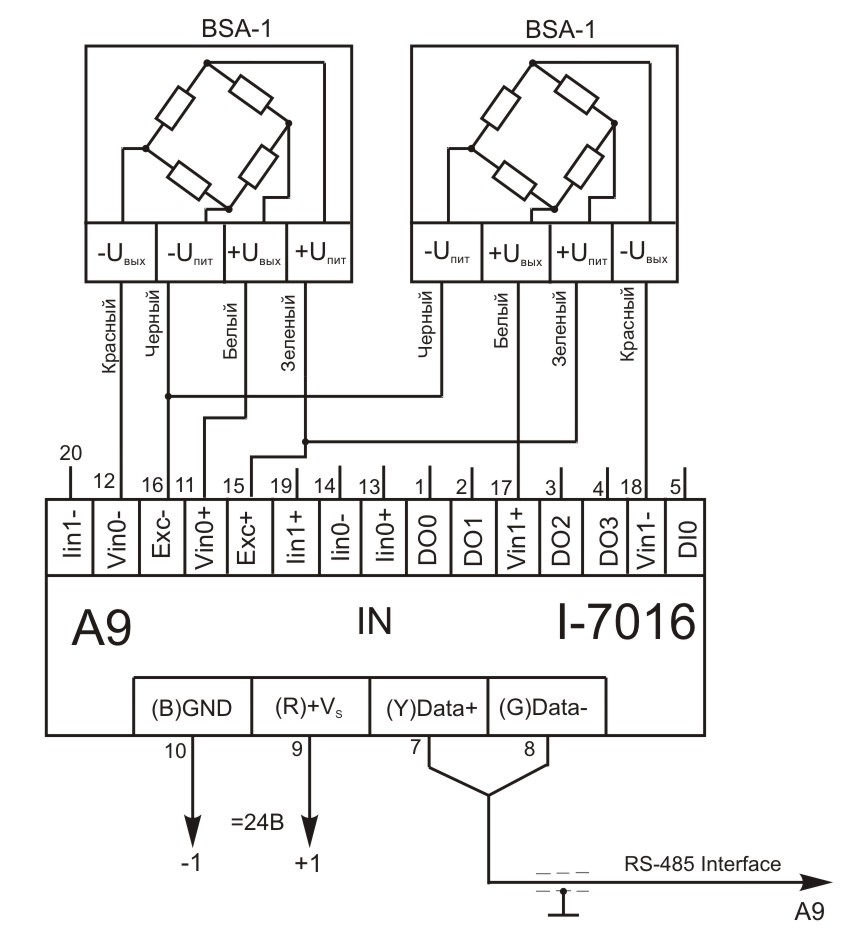 BSA-1 BSA-1
-Uвых -Uпит +Uвых +Uпит -Uпит +Uвых +Uпит -Uвых
Красный Черный Белый Зеленый Черный Белый Зеленый Красный
20 12 16 11 15 19 14 13 1 2 17 3 4 18 5
Iin1- Vin0- Exc- Vin0+ Exc+ Iin1+ Iin0- Iin0+ DO0 DO1 Vin1+ DO2 DO3 Vin1- DI0
A9 IN I-7016
(B)GND (R)+Vs (Y)Data+ (G)Data-
10 9 7 8
=24В
-1 +1
RS-485 Interface
A9